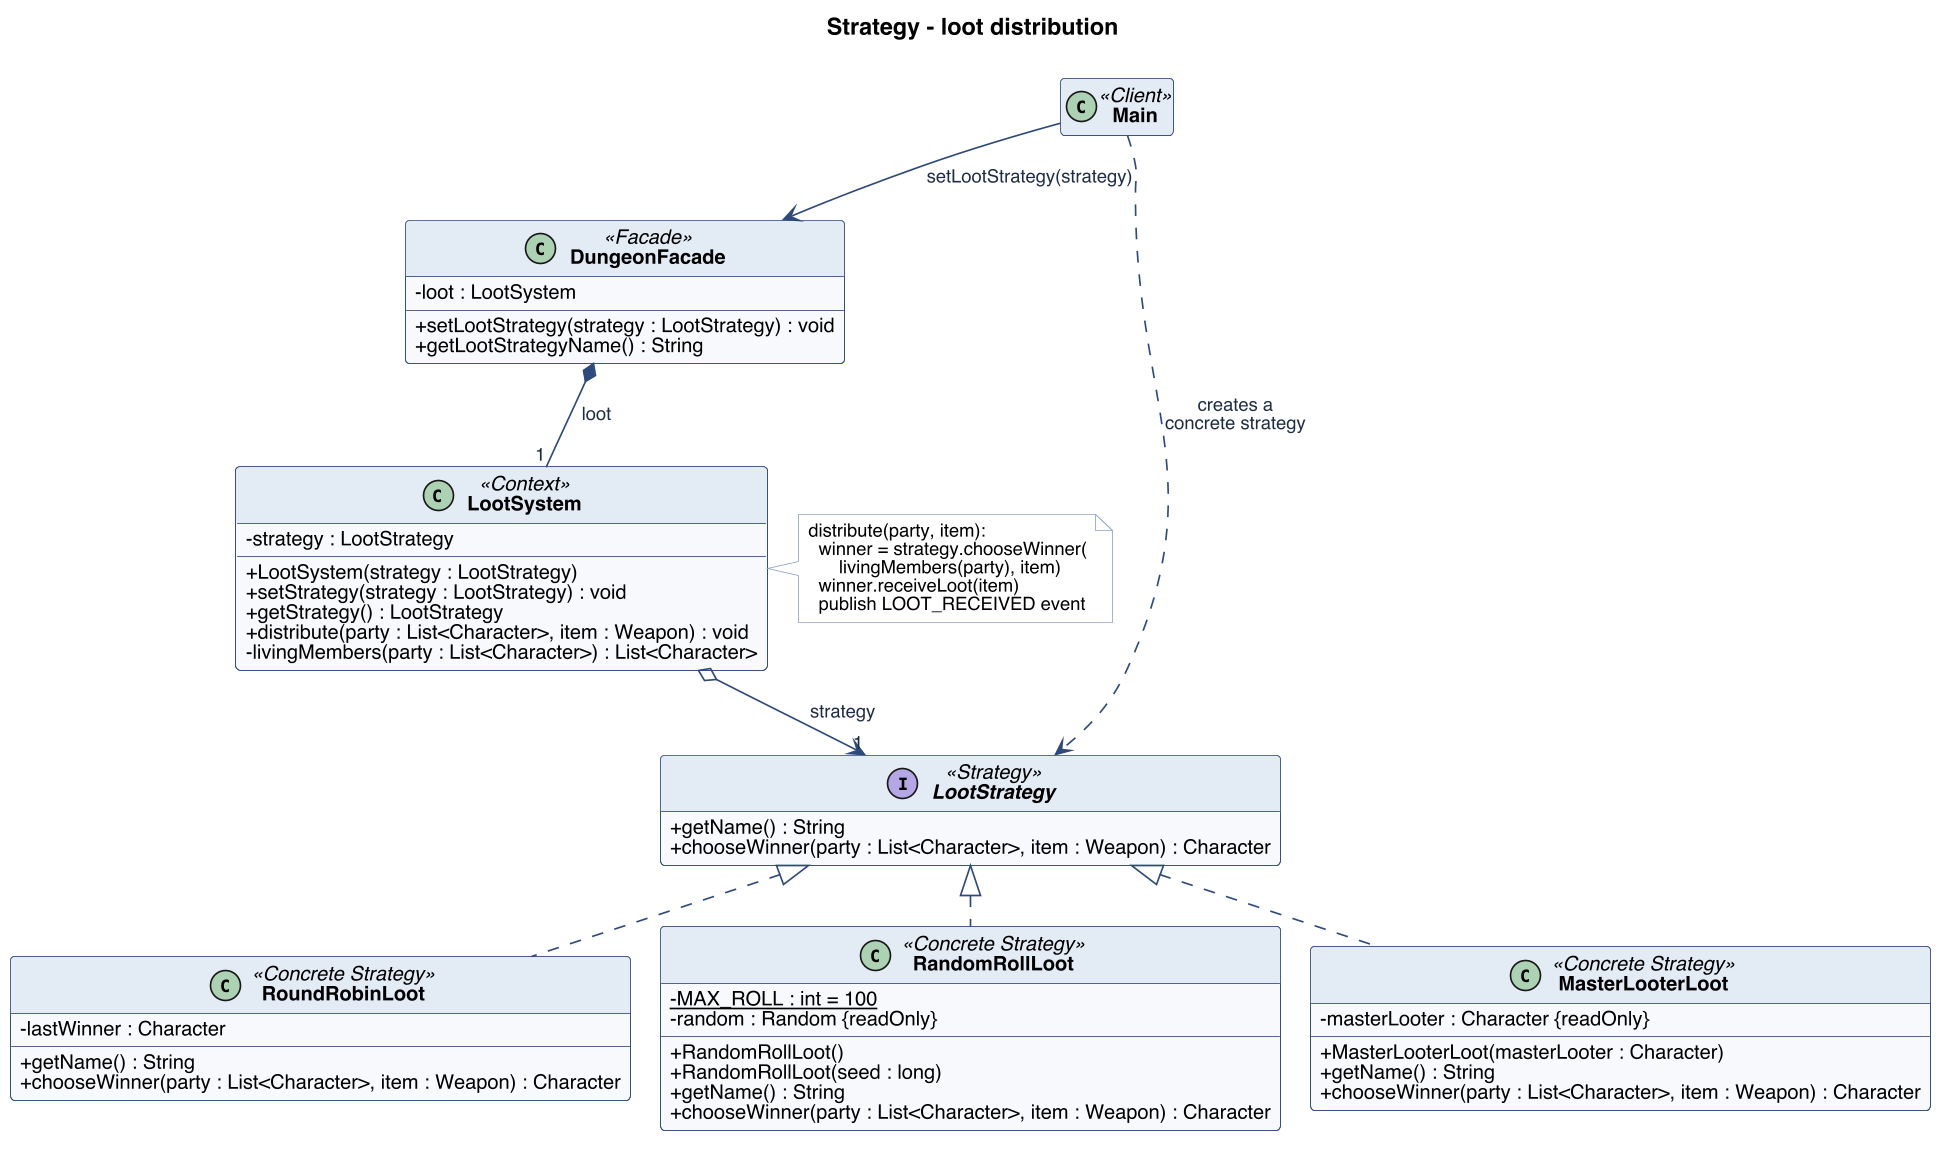 Strategy - loot distribution
C
«Client»
Main
setLootStrategy(strategy)
C
«Facade»
DungeonFacade
-loot : LootSystem
+setLootStrategy(strategy : LootStrategy) : void
+getLootStrategyName() : String
loot
1
creates a
concrete strategy
C
«Context»
LootSystem
-strategy : LootStrategy
+LootSystem(strategy : LootStrategy)
+setStrategy(strategy : LootStrategy) : void
+getStrategy() : LootStrategy
+distribute(party : List<Character>, item : Weapon) : void
-livingMembers(party : List<Character>) : List<Character>
distribute(party, item):
winner = strategy.chooseWinner(
livingMembers(party), item)
winner.receiveLoot(item)
publish LOOT_RECEIVED event
strategy
1
I
«Strategy»
LootStrategy
+getName() : String
+chooseWinner(party : List<Character>, item : Weapon) : Character
C
«Concrete Strategy»
RoundRobinLoot
-lastWinner : Character
+getName() : String
+chooseWinner(party : List<Character>, item : Weapon) : Character
C
«Concrete Strategy»
RandomRollLoot
-MAX_ROLL : int = 100
-random : Random {readOnly}
+RandomRollLoot()
+RandomRollLoot(seed : long)
+getName() : String
+chooseWinner(party : List<Character>, item : Weapon) : Character
C
«Concrete Strategy»
MasterLooterLoot
-masterLooter : Character {readOnly}
+MasterLooterLoot(masterLooter : Character)
+getName() : String
+chooseWinner(party : List<Character>, item : Weapon) : Character